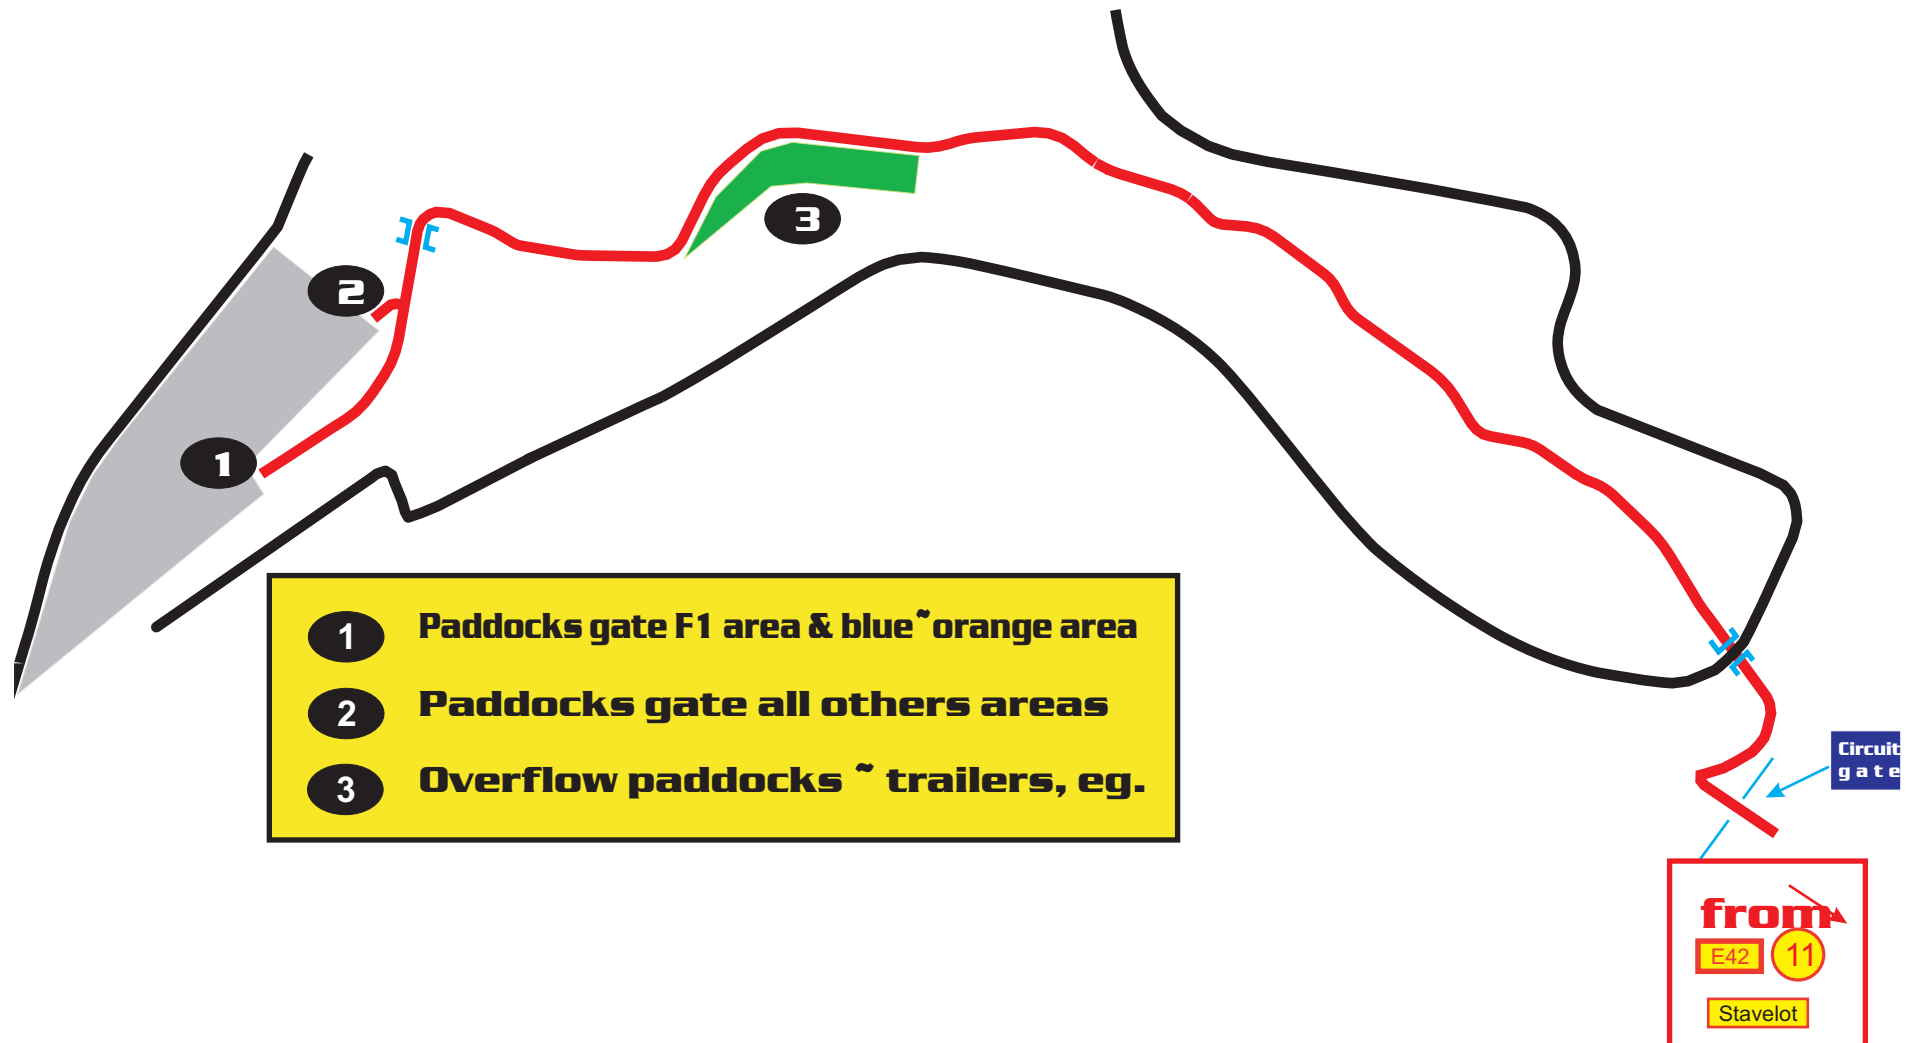 3
2
1
1 Paddocks gate F1 area & blue~orange area
2 Paddocks gate all others areas
3 Overflow paddocks ~ trailers, eg.
Circuit
gate
from
E42 11
Stavelot